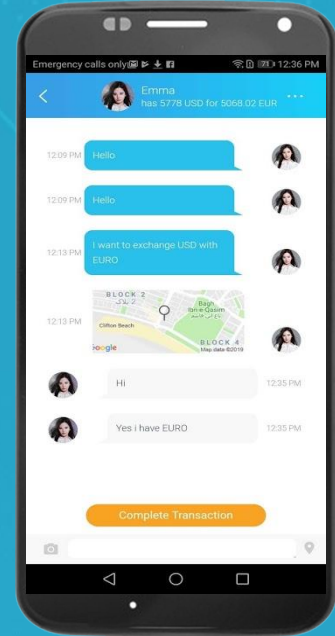 Emergency calls only 71 12:36 PM
Emma
has 5778 USD for 5068.02 EUR
12:09 PM Hello
12:09 PM Hello
12:13 PM I want to exchange USD with
EURO
BLOCK 2
بلاک 2
Bagh
Ibn e Qasim
Clifton Beach
12:13 PM
BLOCK 4
Google
Map data ©2019
Hi 12:35 PM
Yes i have EURO 12:35 PM
Complete Transaction